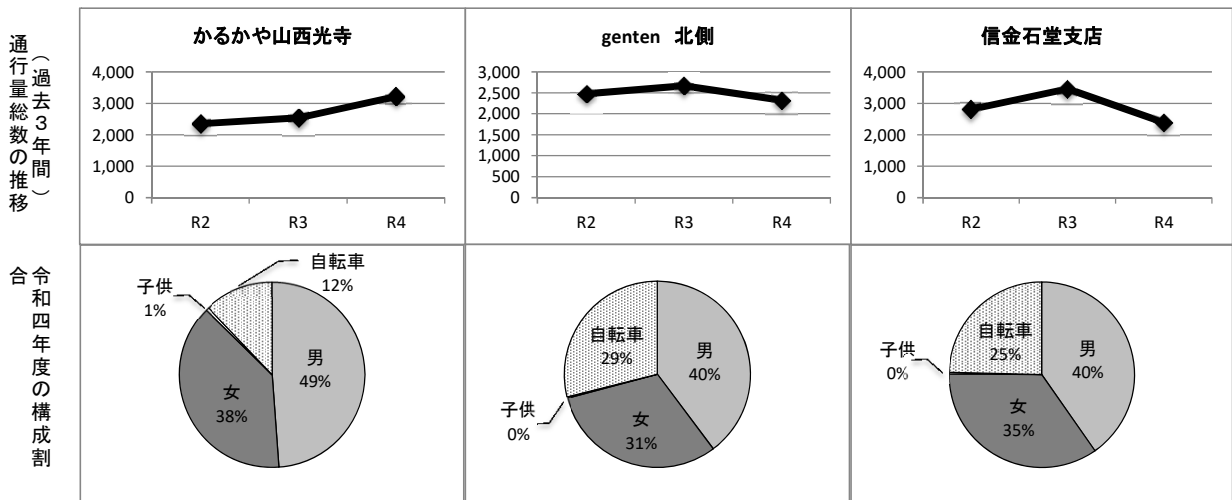 通行量総数の推移
（過去３年間）
かるかや山西光寺
4,000
3,000
2,000
1,000
0
R2 R3 R4
genten 北側
3,000
2,500
2,000
1,500
1,000
500
0
R2 R3 R4
信金石堂支店
4,000
3,000
2,000
1,000
0
R2 R3 R4
令和四年度の構成割
合
自転車
12%
子供
1%
男
49%
女
38%
自転車
29%
男
40%
子供
0%
女
31%
自転車
25%
男
40%
子供
0%
女
35%